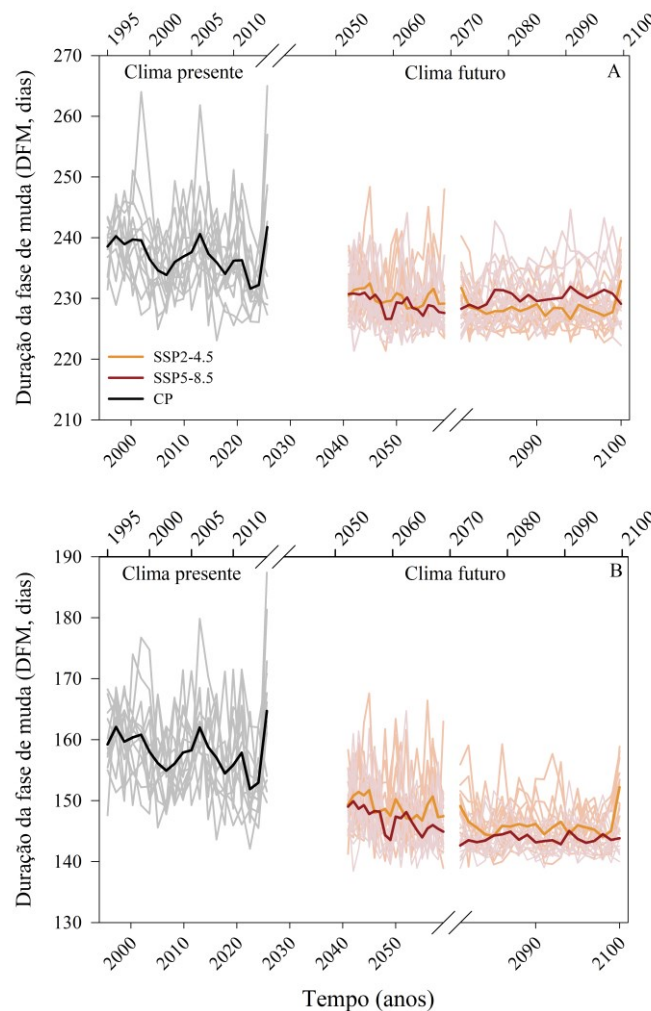 1995 2000 2005 2010 2050 2060 2070 2080 2090 2100
270
Clima presente Clima futuro A
260
250
240
230
220
210
Duração da fase de muda (DFM, dias)
SSP2-4.5
SSP5-8.5
CP
2000 2010 2020 2030 2040 2050 2090 2100
1995 2000 2005 2010 2050 2060 2070 2080 2090 2100
190
Clima presente Clima futuro B
180
170
160
150
140
130
Duração da fase de muda (DFM, dias)
2000 2010 2020 2030 2040 2050 2090 2100
Tempo (anos)